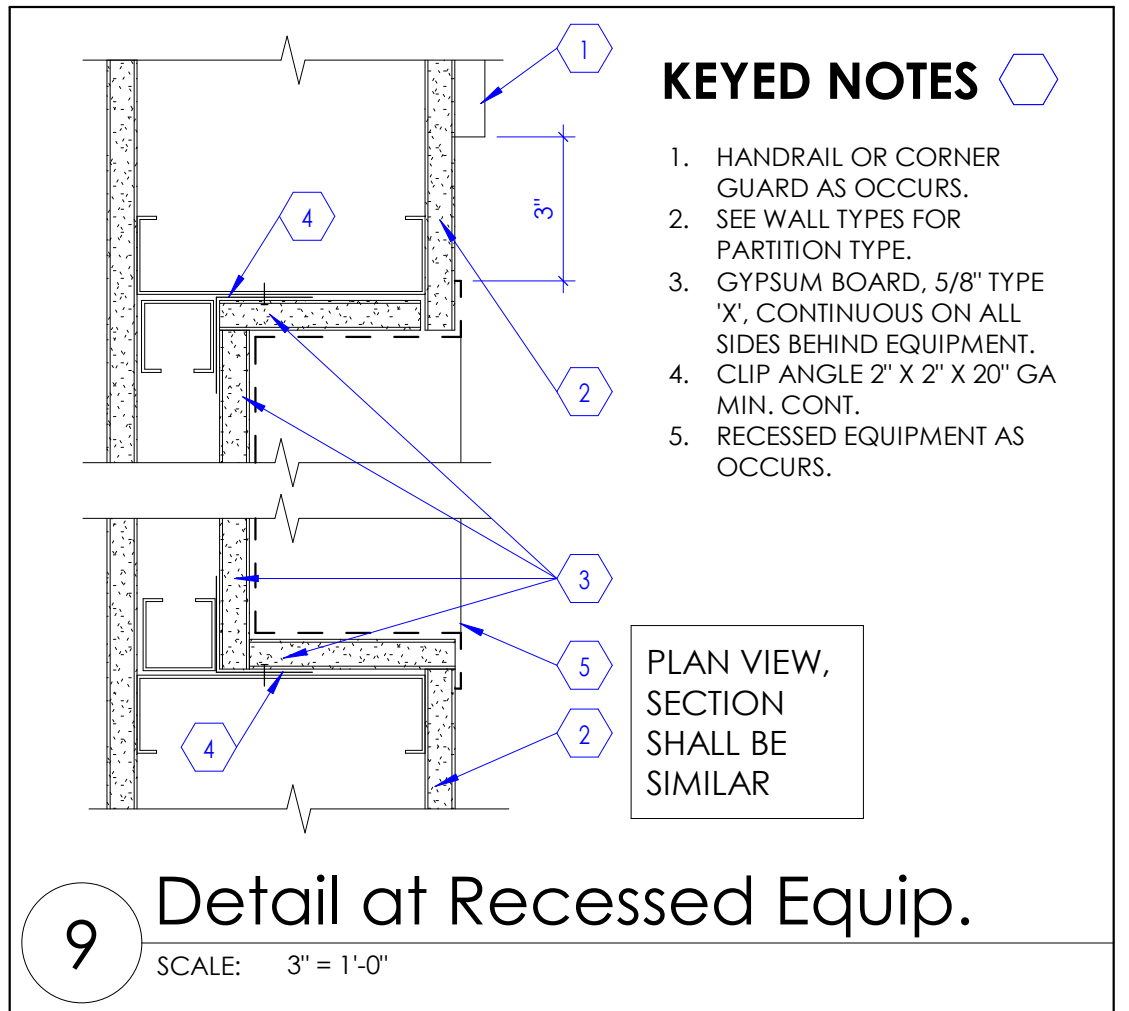 1
KEYED NOTES
1. HANDRAIL OR CORNER
GUARD AS OCCURS.
2. SEE WALL TYPES FOR
PARTITION TYPE.
3. GYPSUM BOARD, 5/8" TYPE
'X', CONTINUOUS ON ALL
SIDES BEHIND EQUIPMENT.
4. CLIP ANGLE 2" X 2" X 20" GA
MIN. CONT.
5. RECESSED EQUIPMENT AS
OCCURS.
4
3"
2
3
5
2
4
PLAN VIEW,
SECTION
SHALL BE
SIMILAR
9
Detail at Recessed Equip.
SCALE: 3" = 1'-0"